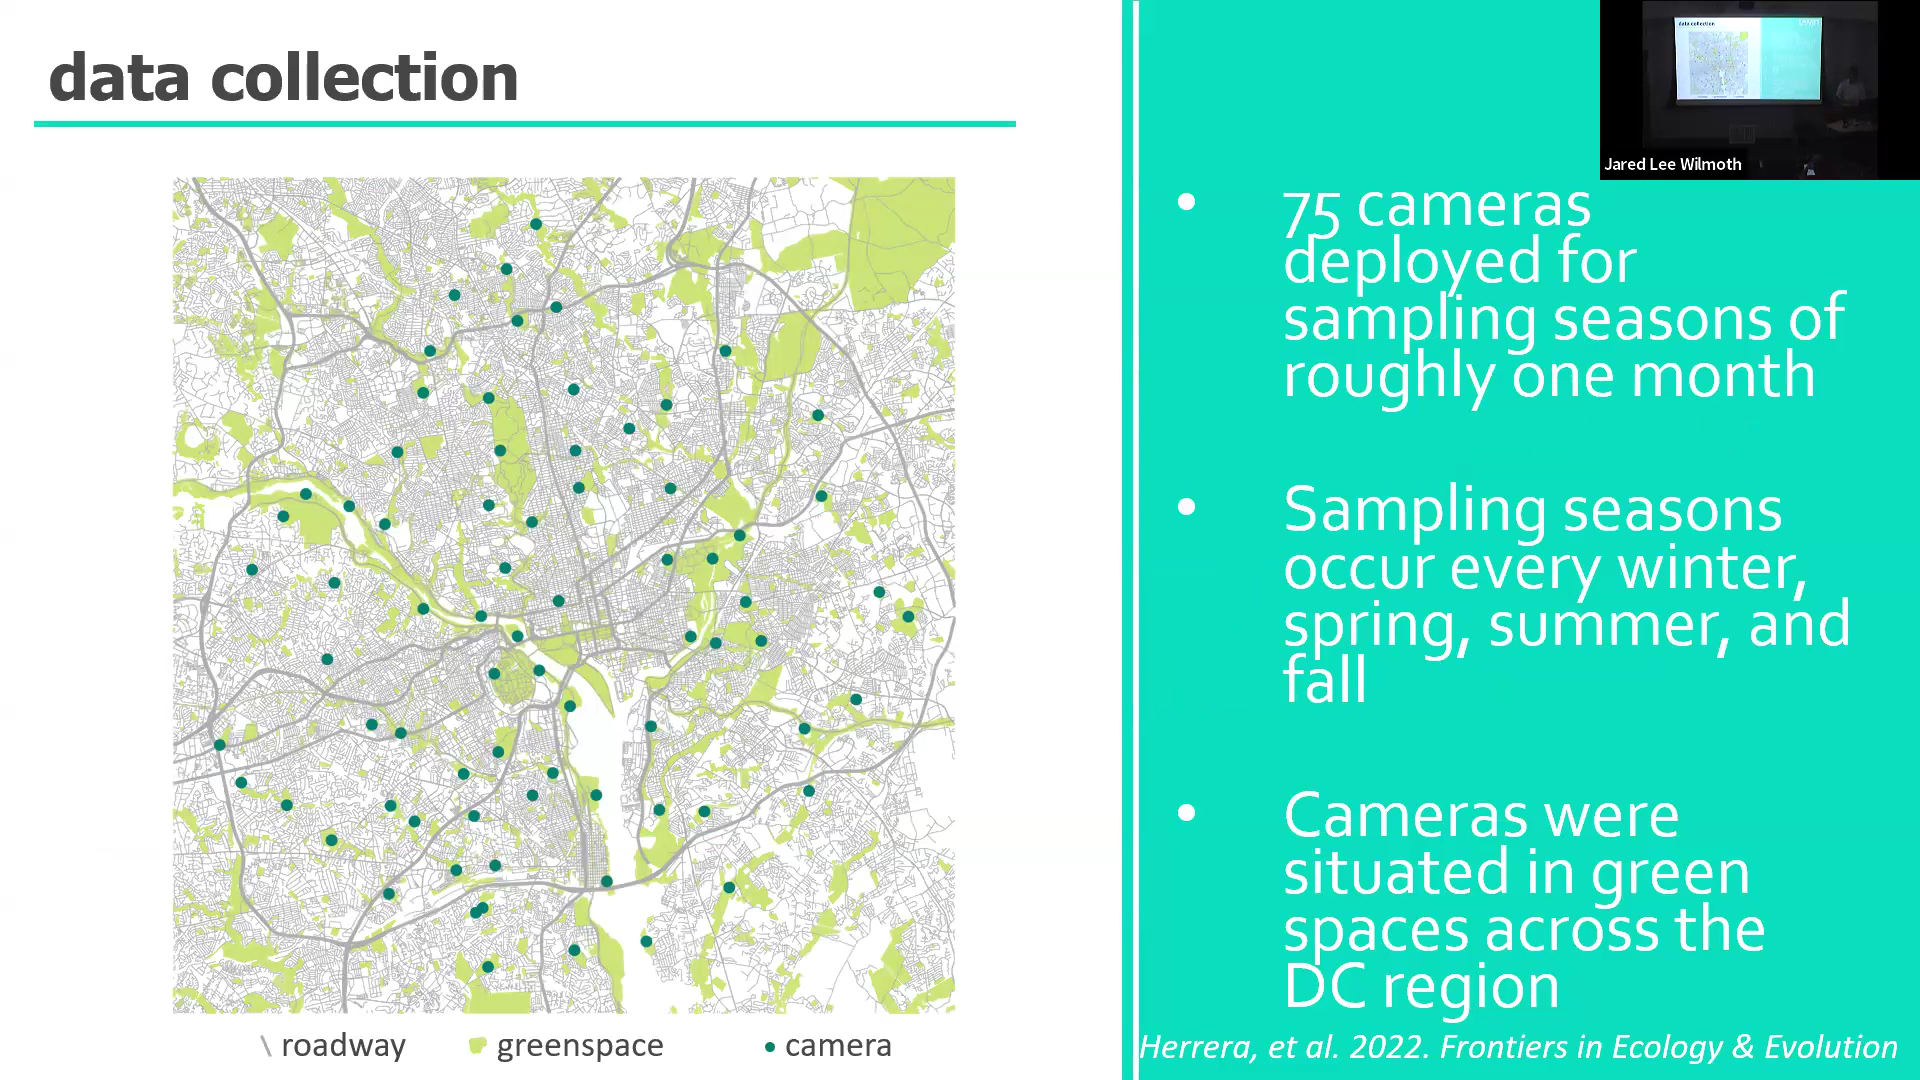 data collection
75 cameras
deployed for
sampling seasons of
roughly one month
Sampling seasons
occur every winter,
spring, summer, and
fall
Cameras were
situated in green
spaces across the
DC region
roadway
greenspace
camera
Herrera, et al. 2022. Frontiers in Ecology & Evolution
data collection
Jared Lee Wilmoth